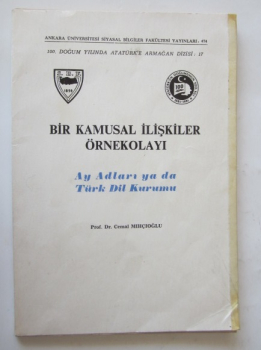 ANKARA ÜNİVERSİTESİ SİYASAL BİLGİLER FAKÜLTESİ YAYINLARI: 474
100. DOĞUM YILINDA ATATÜRK'E ARMAĞAN DİZİSİ: 17
BİR KAMUSAL İLİŞKİLER
ÖRNEKOLAYI
Ay Adları ya da
Türk Dil Kurumu
Prof. Dr. Cemal MIHÇIOĞLU